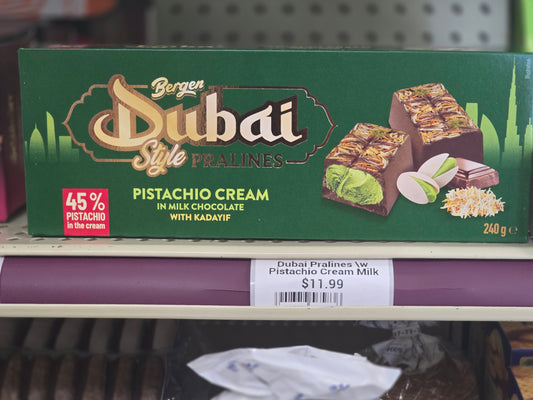 Bergen
Dubai
Style PRALINES
PISTACHIO CREAM
IN MILK CHOCOLATE
WITH KADAYIF
45%
PISTACHIO
in the cream
240 g e
Dubai Pralines \w
Pistachio Cream Milk
$11.99